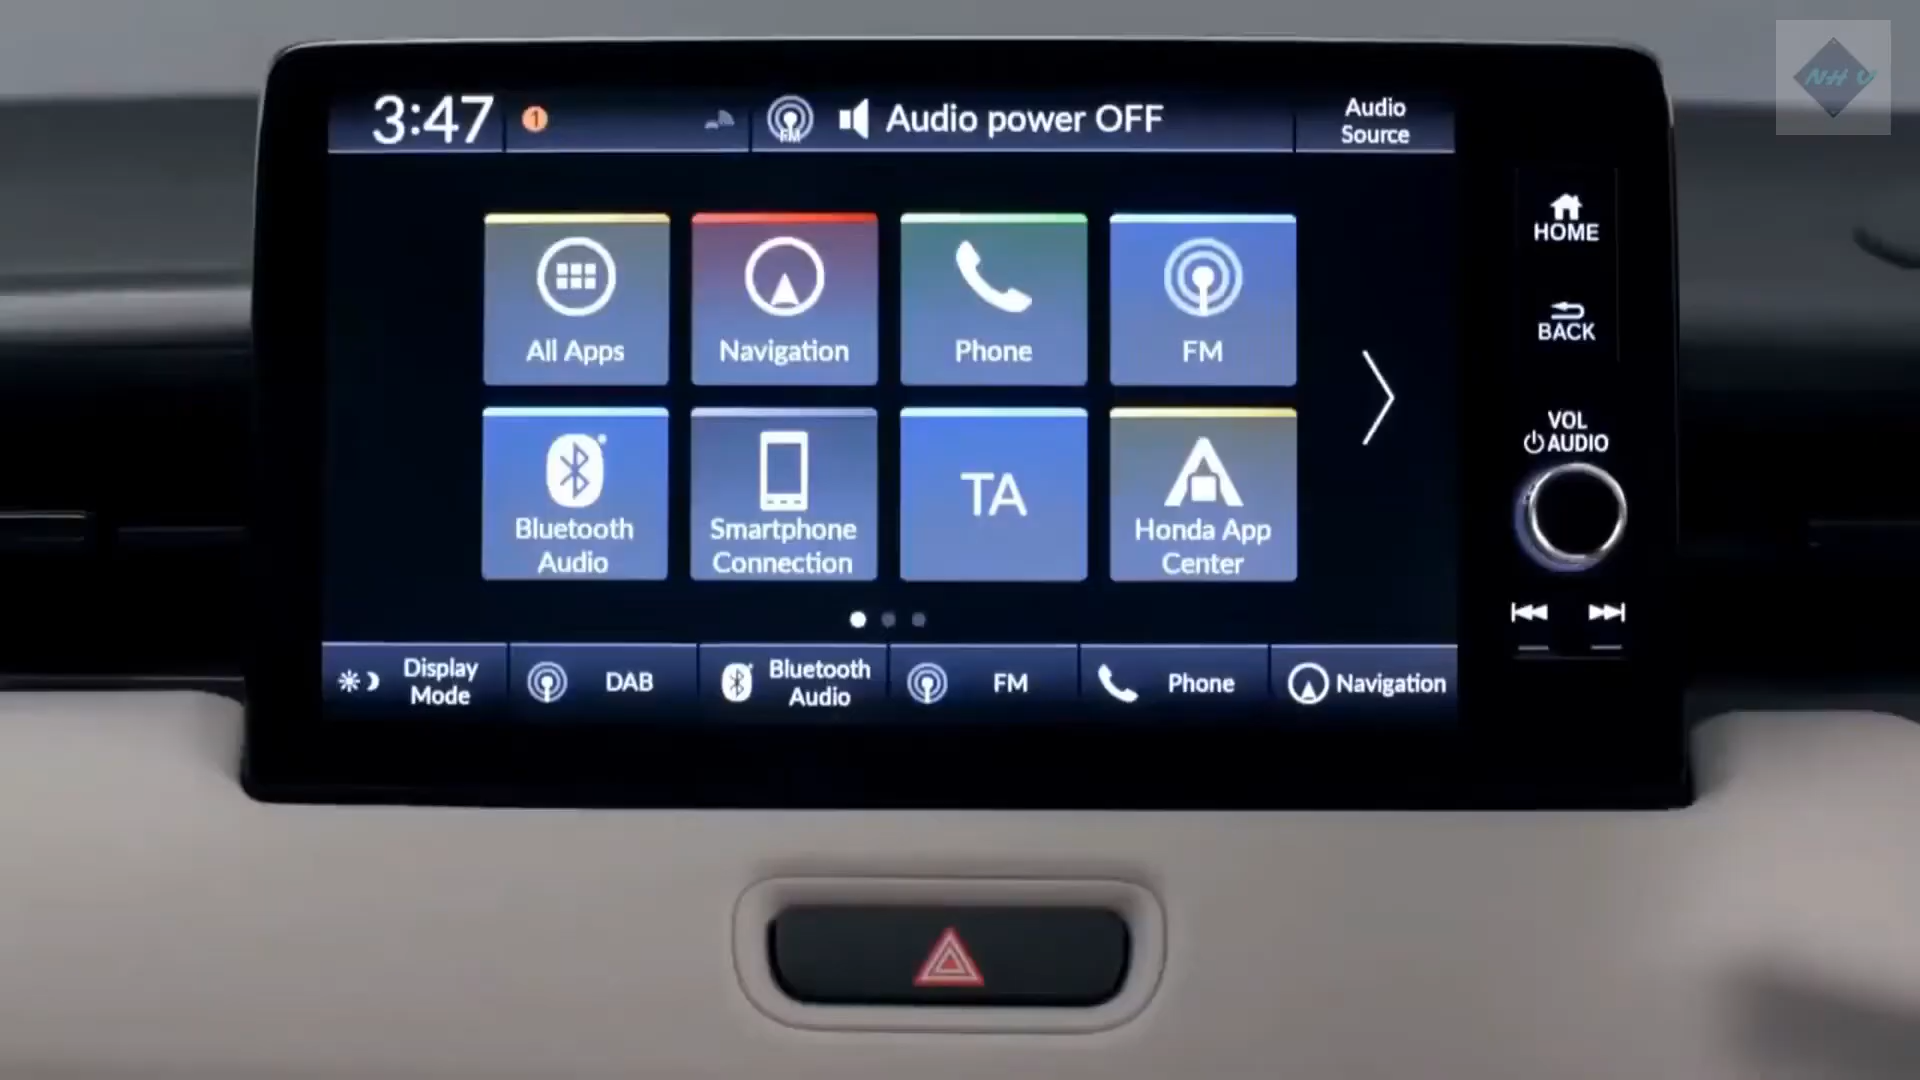 3:47
1
FM
Audio power OFF
Audio
Source
NH V
HOME
BACK
VOL
AUDIO
All Apps
Navigation
Phone
FM
Bluetooth
Audio
Smartphone
Connection
TA
Honda App
Center
Display
Mode
DAB
Bluetooth
Audio
FM
Phone
Navigation